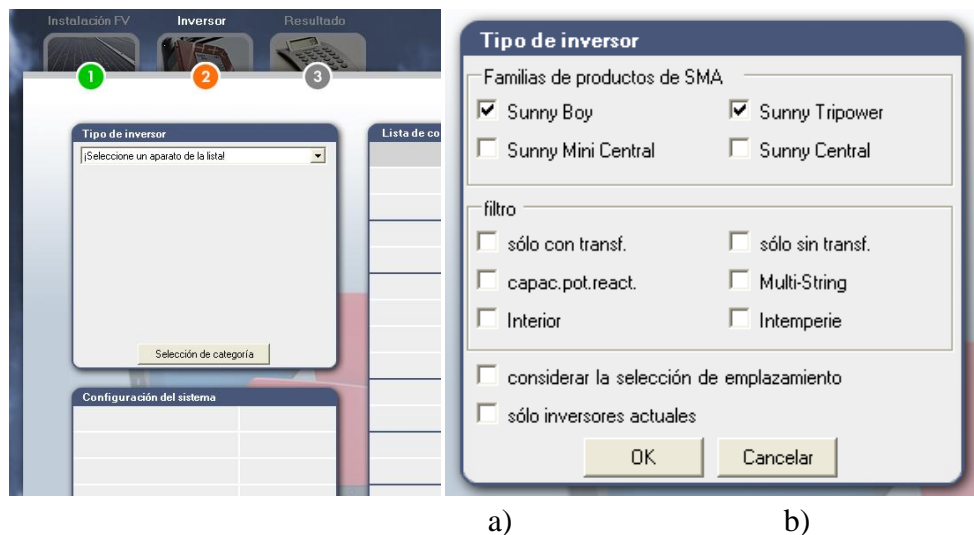 Instalación FV Inversor Resultado
1 2 3
Tipo de inversor
¡Seleccione un aparato de la lista!
Selección de categoría
Configuración del sistema
Lista de co
Tipo de inversor
Familias de productos de SMA
Sunny Boy Sunny Tripower
Sunny Mini Central Sunny Central
filtro
sólo con transf. sólo sin transf.
capac.pot.react. Multi-String
Interior Intemperie
considerar la selección de emplazamiento
sólo inversores actuales
OK Cancelar
a) b)